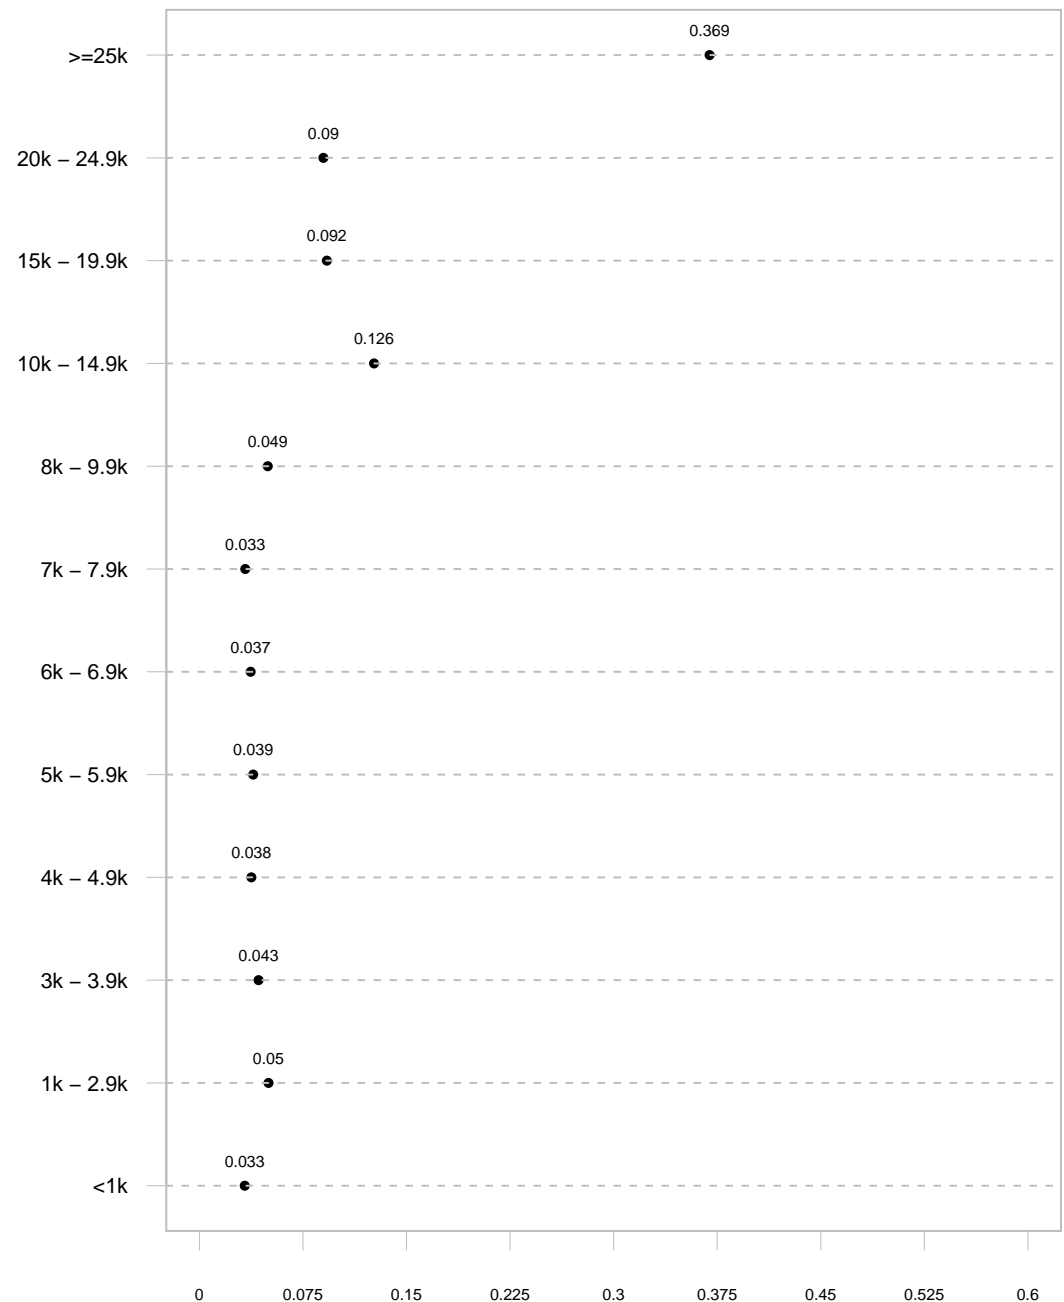 0.369
>=25k
0.09
20k − 24.9k
0.092
15k − 19.9k
0.126
10k − 14.9k
0.049
8k − 9.9k
0.033
7k − 7.9k
0.037
6k − 6.9k
0.039
5k − 5.9k
0.038
4k − 4.9k
0.043
3k − 3.9k
0.05
1k − 2.9k
0.033
<1k
0 0.075 0.15 0.225 0.3 0.375 0.45 0.525 0.6